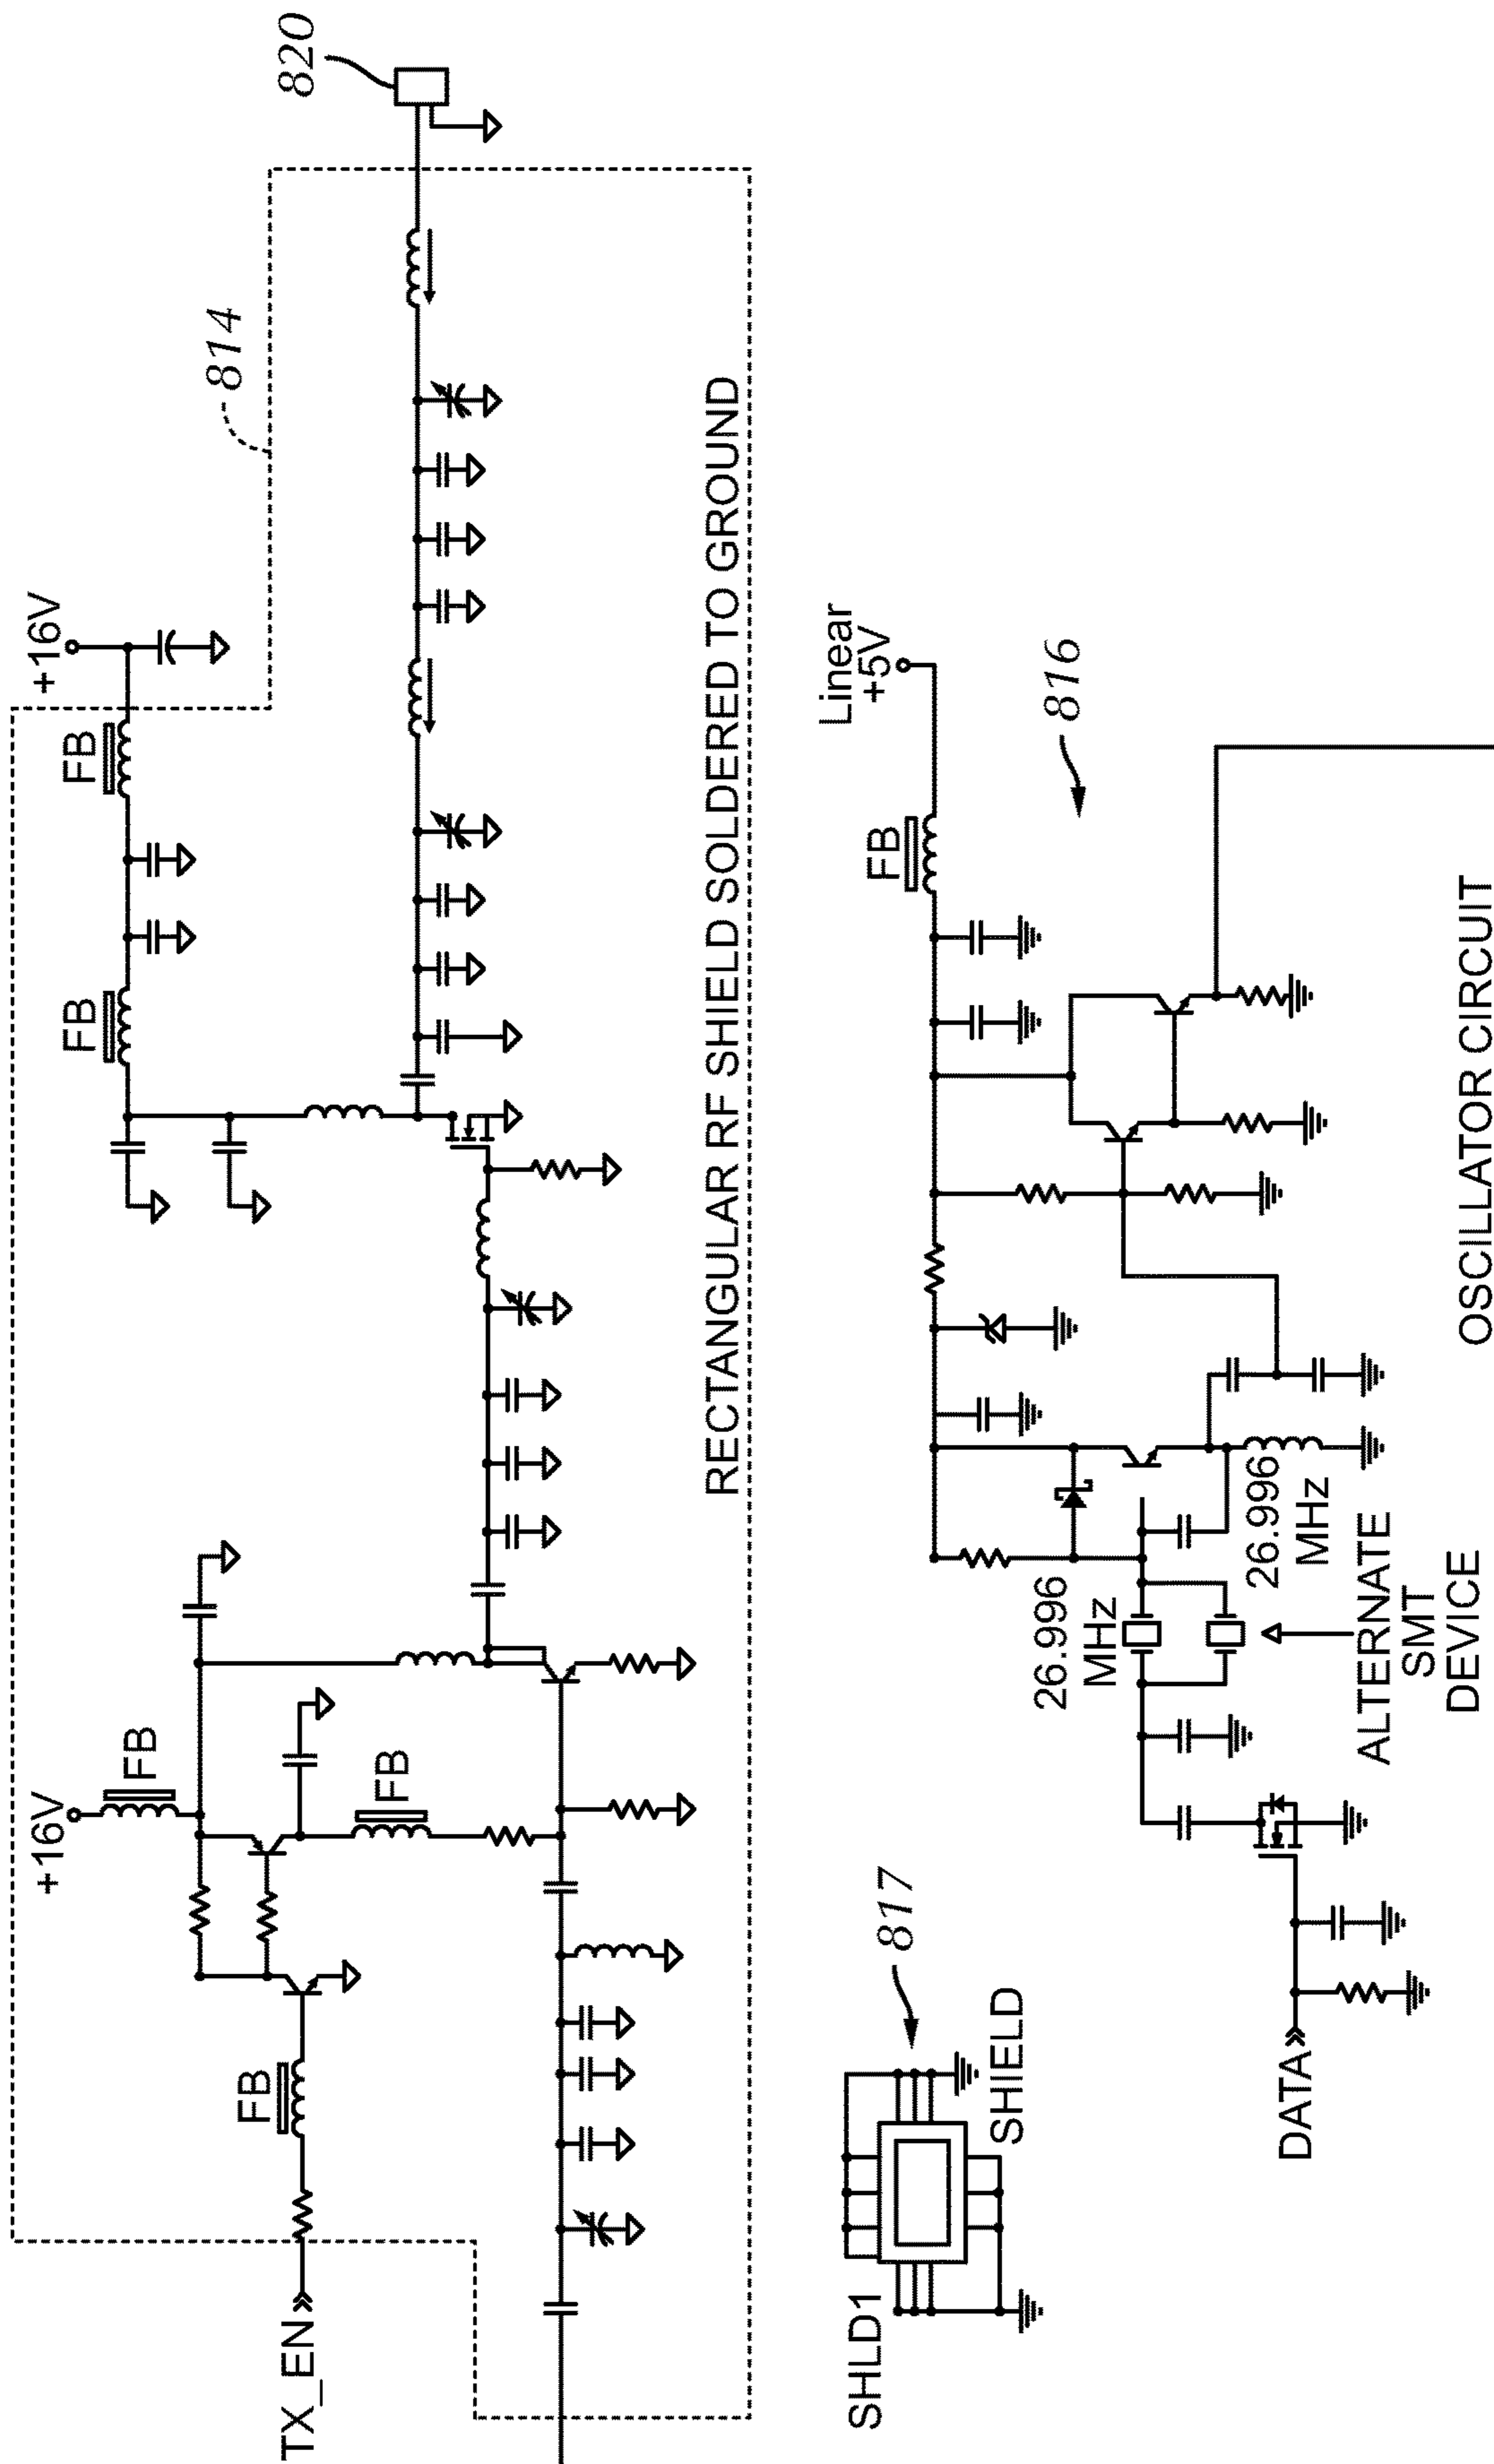 820
814
+16V
FB
FB
RECTANGULAR RF SHIELD SOLDERED TO GROUND
+16V
FB
FB
FB
TX_EN
Linear
+5V
816
FB
OSCILLATOR CIRCUIT
26.996
MHz
26.996
MHz
ALTERNATE
SMT
DEVICE
817
SHIELD
SHLD1
DATA